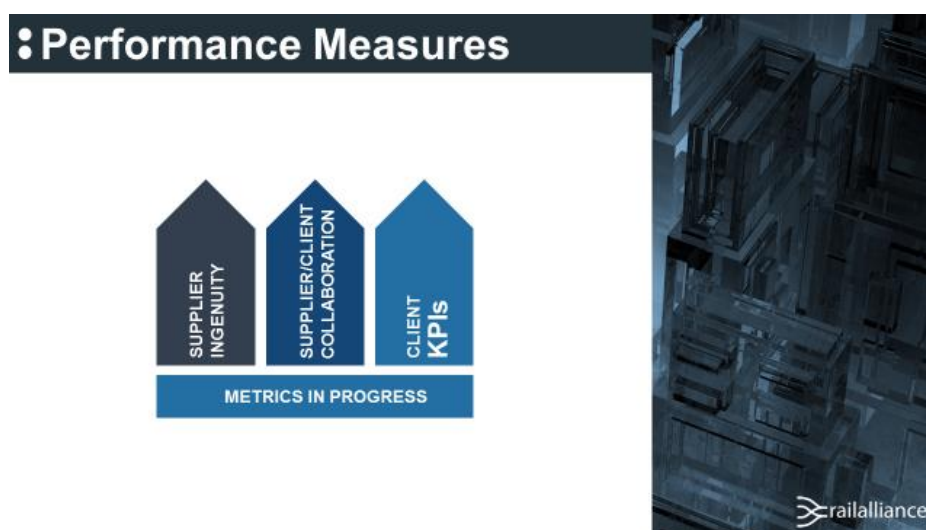 Performance Measures
SUPPLIER
INGENUITY
SUPPLIER/CLIENT
COLLABORATION
CLIENT
KPIs
METRICS IN PROGRESS
railalliance